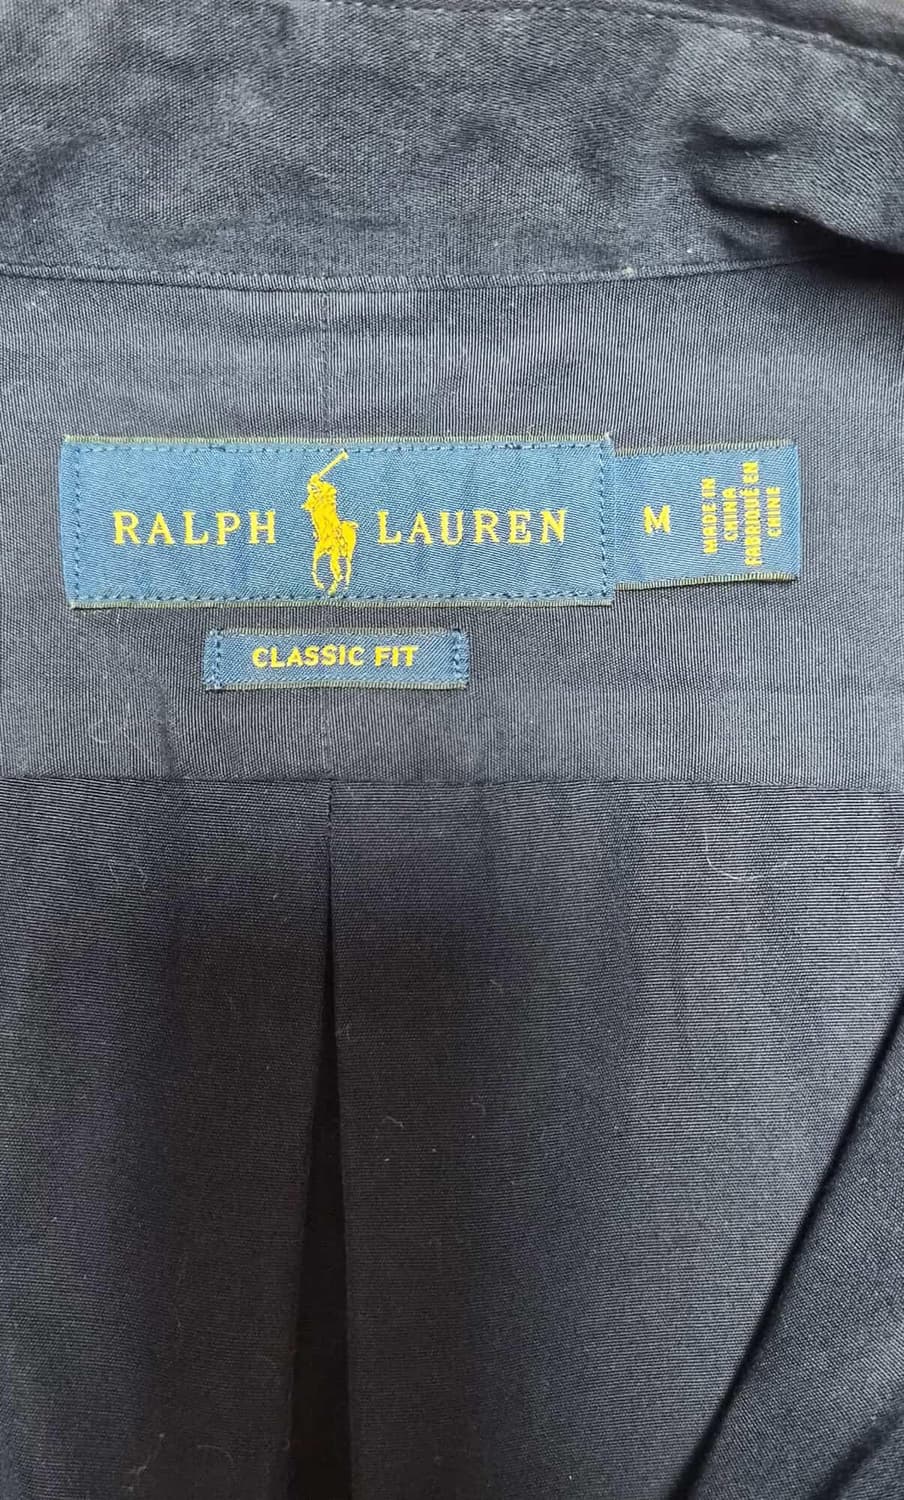 RALPH LAUREN
M
MADE IN
CHINA
FABRIQUÉ EN
CHINE
CLASSIC FIT